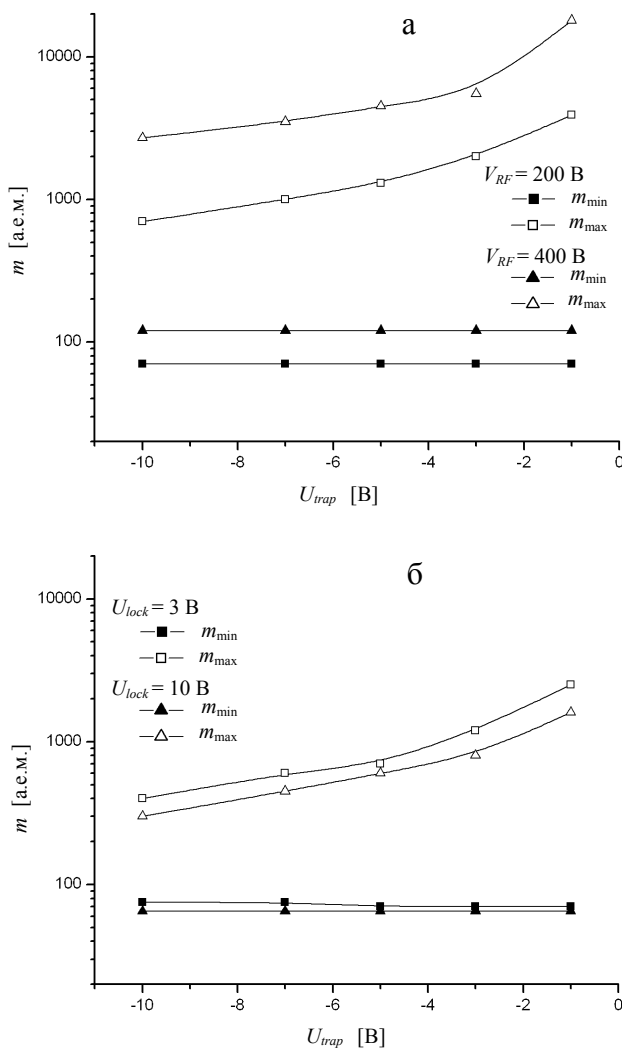 а
10000
1000
100
m [а.е.м.]
V_RF = 200 В
m_min
m_max
V_RF = 400 В
m_min
m_max
-10 -8 -6 -4 -2 0
U_trap [В]
б
10000
1000
100
m [а.е.м.]
U_lock = 3 В
m_min
m_max
U_lock = 10 В
m_min
m_max
-10 -8 -6 -4 -2 0
U_trap [В]